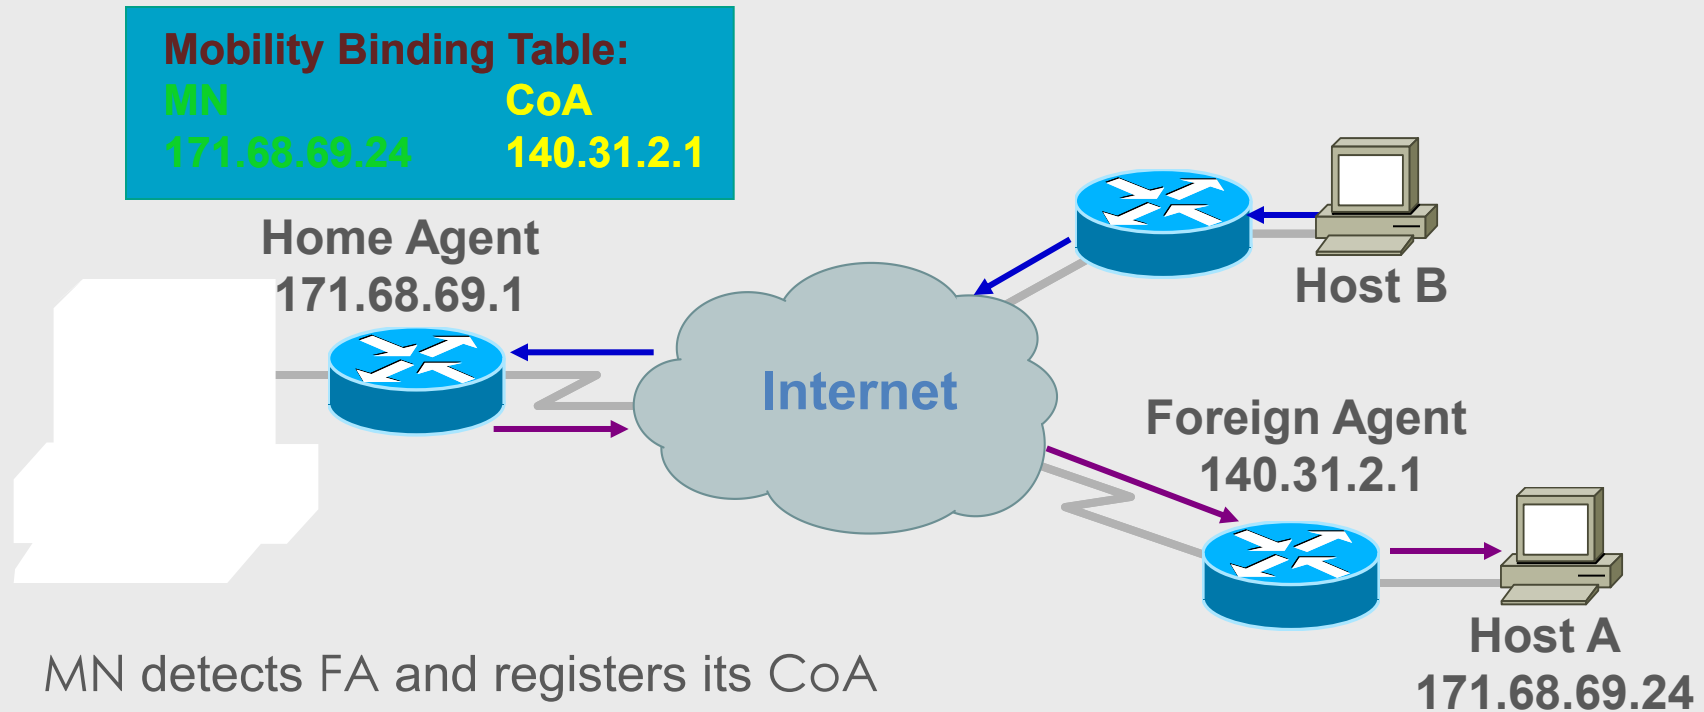 Mobility Binding Table:
MN CoA
171.68.69.24 140.31.2.1
Home Agent
171.68.69.1
Host B
Internet
Foreign Agent
140.31.2.1
Host A
171.68.69.24
MN detects FA and registers its CoA